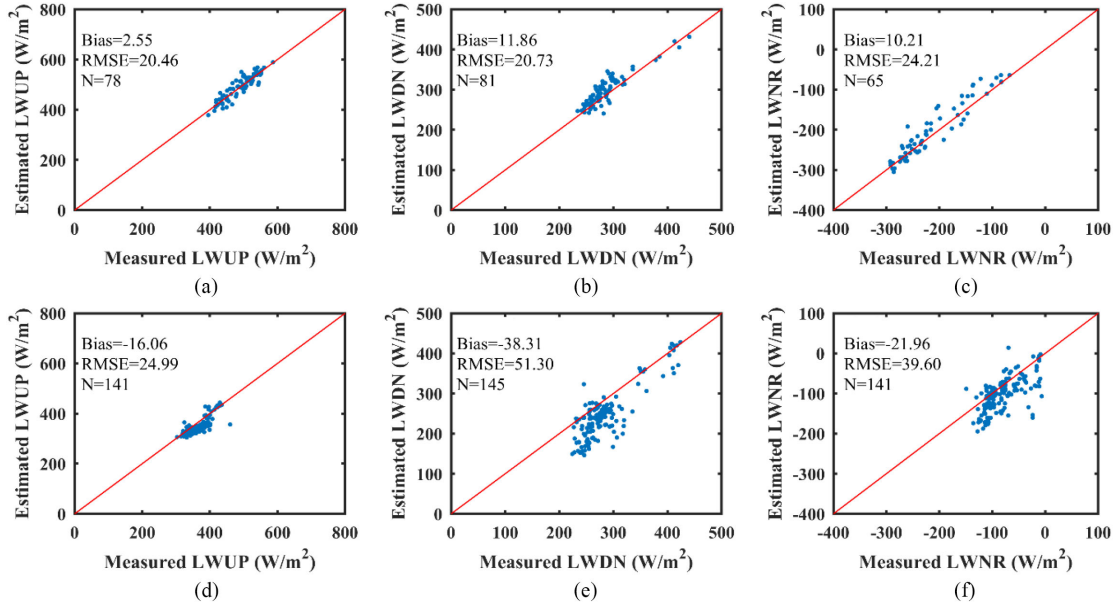 800
600
400
200
0
Estimated LWUP (W/m²)
Bias=2.55
RMSE=20.46
N=78
0 200 400 600 800
Measured LWUP (W/m²)
(a)
500
400
300
200
100
0
Estimated LWDN (W/m²)
Bias=11.86
RMSE=20.73
N=81
0 100 200 300 400 500
Measured LWDN (W/m²)
(b)
100
0
-100
-200
-300
-400
Estimated LWNR (W/m²)
Bias=10.21
RMSE=24.21
N=65
-400 -300 -200 -100 0 100
Measured LWNR (W/m²)
(c)
800
600
400
200
0
Estimated LWUP (W/m²)
Bias=-16.06
RMSE=24.99
N=141
0 200 400 600 800
Measured LWUP (W/m²)
(d)
500
400
300
200
100
0
Estimated LWDN (W/m²)
Bias=-38.31
RMSE=51.30
N=145
0 100 200 300 400 500
Measured LWDN (W/m²)
(e)
100
0
-100
-200
-300
-400
Estimated LWNR (W/m²)
Bias=-21.96
RMSE=39.60
N=141
-400 -300 -200 -100 0 100
Measured LWNR (W/m²)
(f)